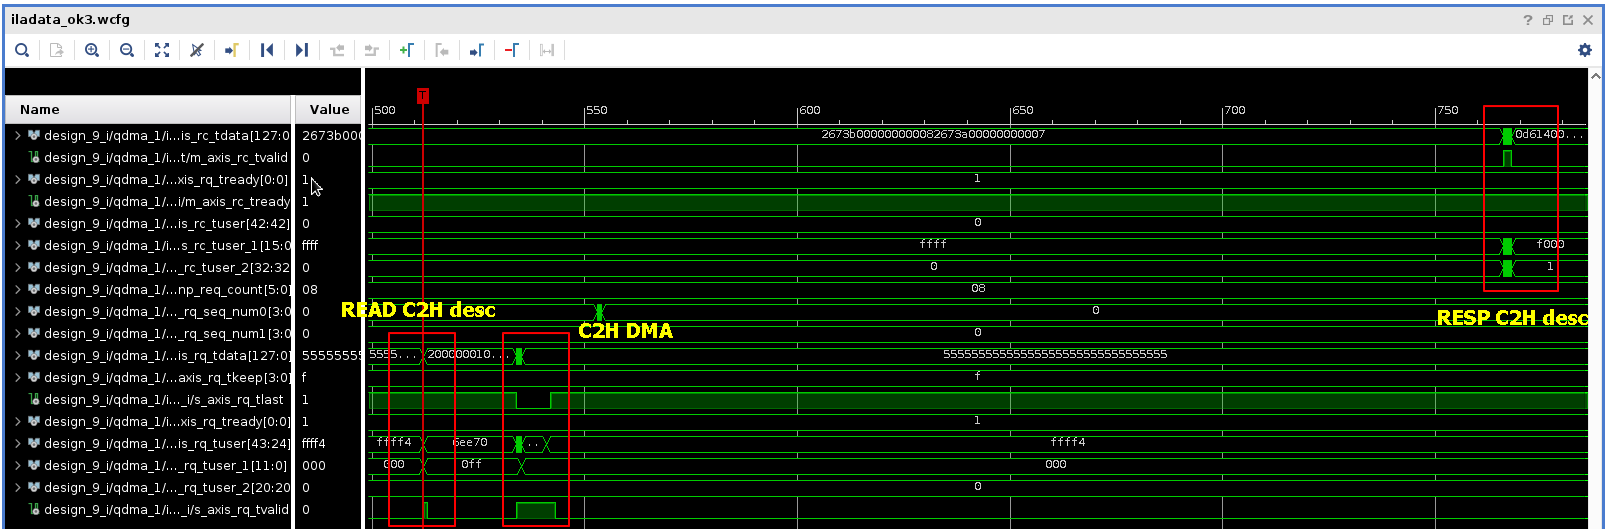 iladata_ok3.wcfg
Name Value
500 550 600 650 700 750
design_9_i/qdma_1/i...is_rc_tdata[127:0 2673b000 2673b000000000082673a00000000007 0d61400...
design_9_i/qdma_1/i...t/m_axis_rc_tvalid 0
design_9_i/qdma_1/...xis_rq_tready[0:0] 1 1
design_9_i/qdma_1/...i/m_axis_rc_tready 1
design_9_i/qdma_1/...is_rc_tuser[42:42] 0 0
design_9_i/qdma_1/...s_rc_tuser_1[15:0 ffff ffff f000
design_9_i/qdma_1/..._rc_tuser_2[32:32 0 0 1
design_9_i/qdma_1/...np_req_count[5:0] 08 08
design_9_i/qdma_1/..._rq_seq_num0[3:0 0 0
READ C2H desc
design_9_i/qdma_1/..._rq_seq_num1[3:0 0 0
C2H DMA
RESP C2H desc
design_9_i/qdma_1/...is_rq_tdata[127:0] 555555555 5555... 200000010... 55555555555555555555555555555555
design_9_i/qdma_1/...axis_rq_tkeep[3:0] f f
design_9_i/qdma_1/..._i/s_axis_rq_tlast 1
design_9_i/qdma_1/...xis_rq_tready[0:0] 1 1
design_9_i/qdma_1/...is_rq_tuser[43:24] ffff4 ffff4 6ee70 .. ffff4
design_9_i/qdma_1/..._rq_tuser_1[11:0] 000 000 0ff 000
design_9_i/qdma_1/..._rq_tuser_2[20:20 0 0
design_9_i/qdma_1/..._i/s_axis_rq_tvalid 0